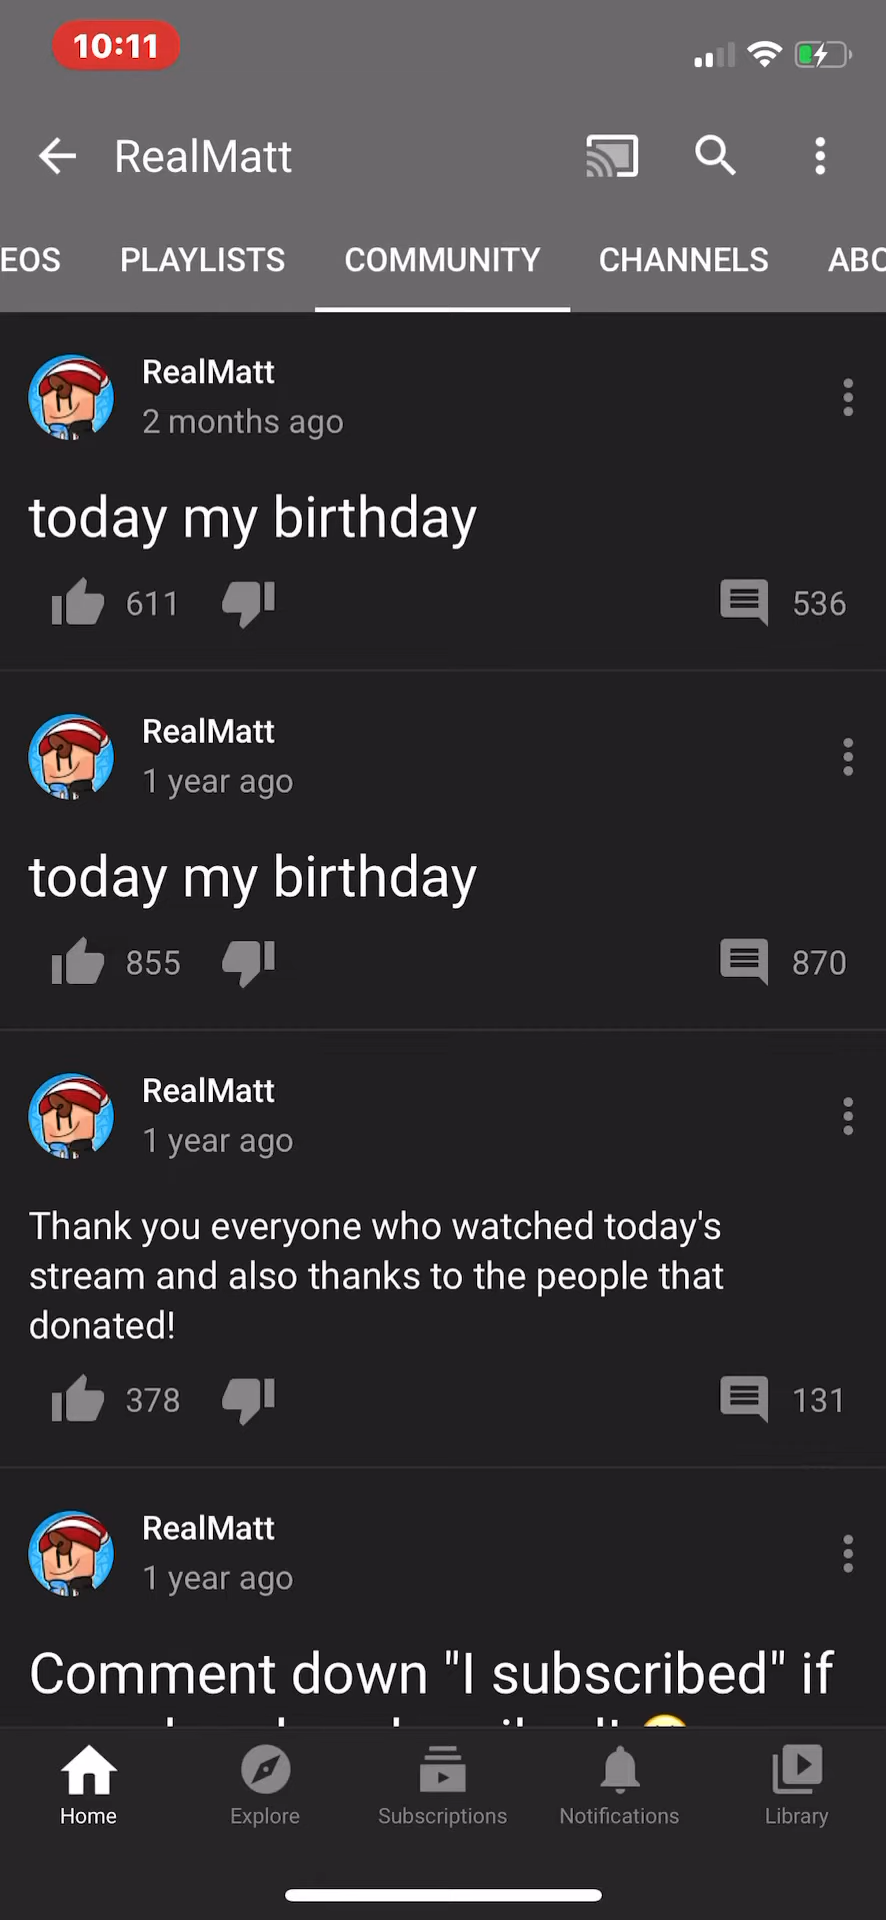 10:11
RealMatt
EOS PLAYLISTS COMMUNITY CHANNELS ABO
RealMatt
2 months ago
today my birthday
611 536
RealMatt
1 year ago
today my birthday
855 870
RealMatt
1 year ago
Thank you everyone who watched today's
stream and also thanks to the people that
donated!
378 131
RealMatt
1 year ago
Comment down "I subscribed" if
Home Explore Subscriptions Notifications Library